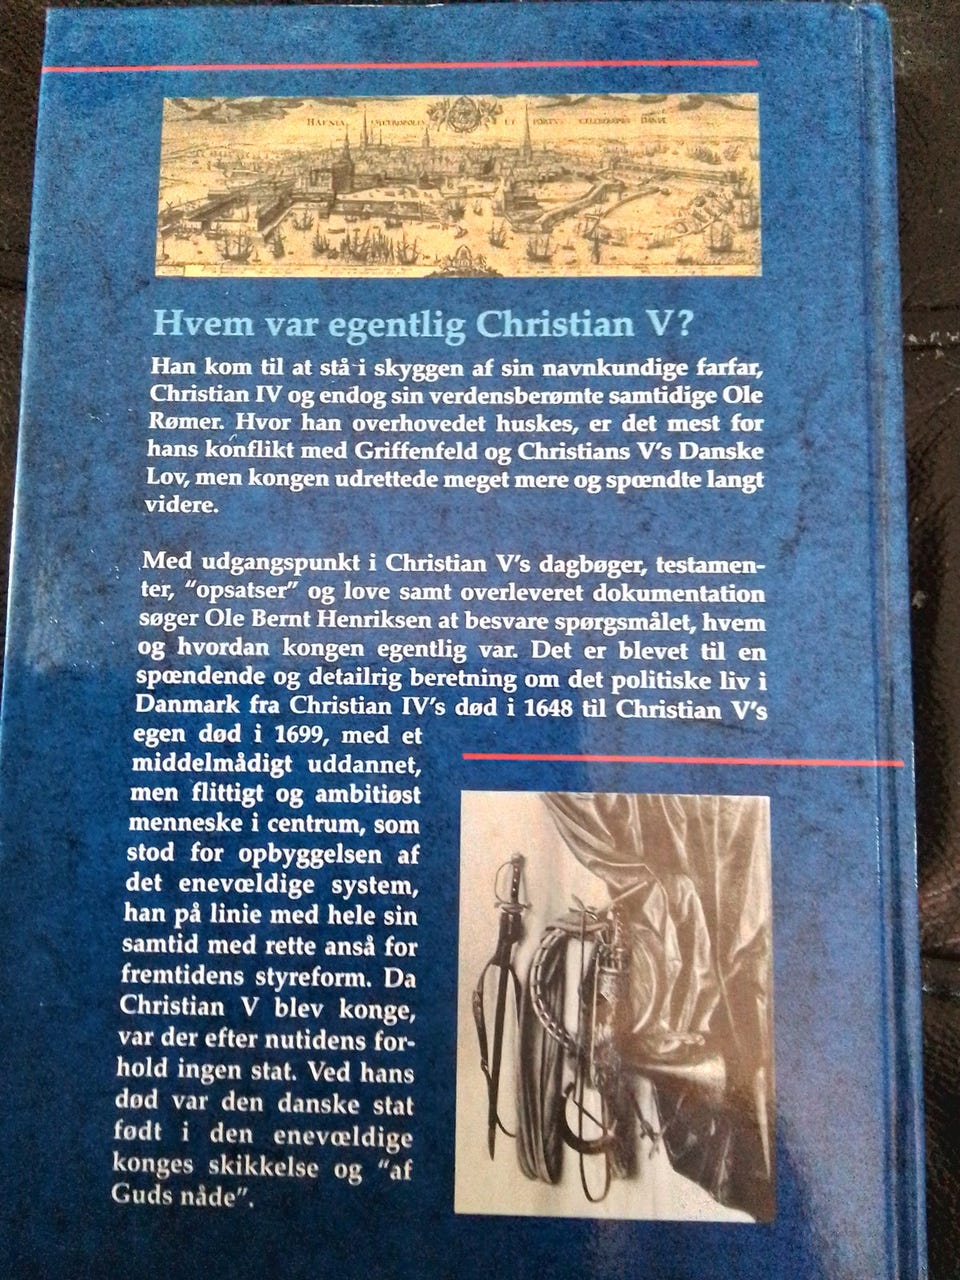 HAFNIA METROPOLIS ET PORTVS CELEBERRIMVS DANIÆ
Hvem var egentlig Christian V?
Han kom til at stå i skyggen af sin navnkundige farfar,
Christian IV og endog sin verdensberømte samtidige Ole
Rømer. Hvor han overhovedet huskes, er det mest for
hans konflikt med Griffenfeld og Christians V's Danske
Lov, men kongen udrettede meget mere og spændte langt
videre.
Med udgangspunkt i Christian V's dagbøger, testamen-
ter, "opsatser" og love samt overleveret dokumentation
søger Ole Bernt Henriksen at besvare spørgsmålet, hvem
og hvordan kongen egentlig var. Det er blevet til en
spændende og detailrig beretning om det politiske liv i
Danmark fra Christian IV's død i 1648 til Christian V's
egen død i 1699, med et
middelmådigt uddannet,
men flittigt og ambitiøst
menneske i centrum, som
stod for opbyggelsen af
det enevældige system,
han på linie med hele sin
samtid med rette anså for
fremtidens styreform. Da
Christian V blev konge,
var der efter nutidens for-
hold ingen stat. Ved hans
død var den danske stat
født i den enevældige
konges skikkelse og "af
Guds nåde".